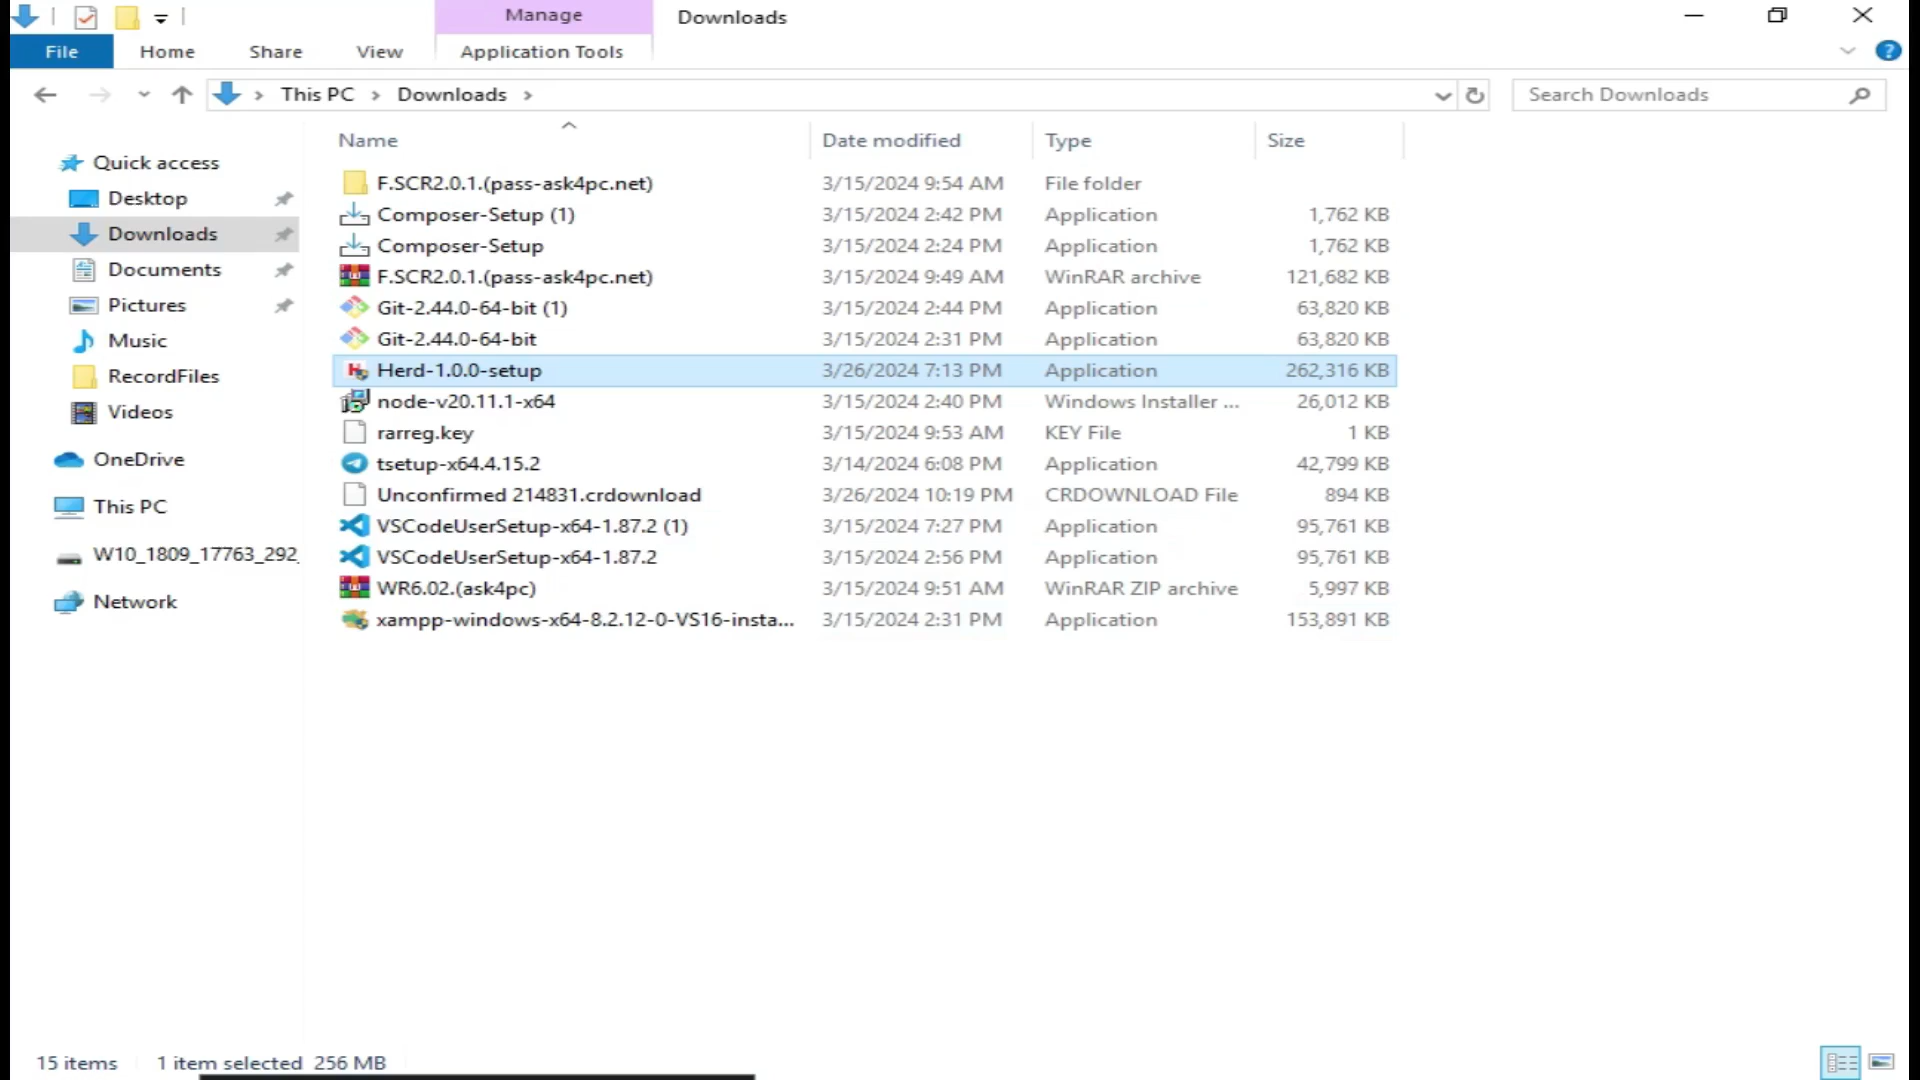 Manage
Downloads
File
Home
Share
View
Application Tools
This PC
Downloads
Search Downloads
Name
Date modified
Type
Size
Quick access
Desktop
Downloads
Documents
Pictures
Music
RecordFiles
Videos
OneDrive
This PC
W10_1809_17763_292_
Network
F.SCR2.0.1.(pass-ask4pc.net) 3/15/2024 9:54 AM File folder
Composer-Setup (1) 3/15/2024 2:42 PM Application 1,762 KB
Composer-Setup 3/15/2024 2:24 PM Application 1,762 KB
F.SCR2.0.1.(pass-ask4pc.net) 3/15/2024 9:49 AM WinRAR archive 121,682 KB
Git-2.44.0-64-bit (1) 3/15/2024 2:44 PM Application 63,820 KB
Git-2.44.0-64-bit 3/15/2024 2:31 PM Application 63,820 KB
Herd-1.0.0-setup 3/26/2024 7:13 PM Application 262,316 KB
node-v20.11.1-x64 3/15/2024 2:40 PM Windows Installer ... 26,012 KB
rarreg.key 3/15/2024 9:53 AM KEY File 1 KB
tsetup-x64.4.15.2 3/14/2024 6:08 PM Application 42,799 KB
Unconfirmed 214831.crdownload 3/26/2024 10:19 PM CRDOWNLOAD File 894 KB
VSCodeUserSetup-x64-1.87.2 (1) 3/15/2024 7:27 PM Application 95,761 KB
VSCodeUserSetup-x64-1.87.2 3/15/2024 2:56 PM Application 95,761 KB
WR6.02.(ask4pc) 3/15/2024 9:51 AM WinRAR ZIP archive 5,997 KB
xampp-windows-x64-8.2.12-0-VS16-insta... 3/15/2024 2:31 PM Application 153,891 KB
15 items 1 item selected 256 MB